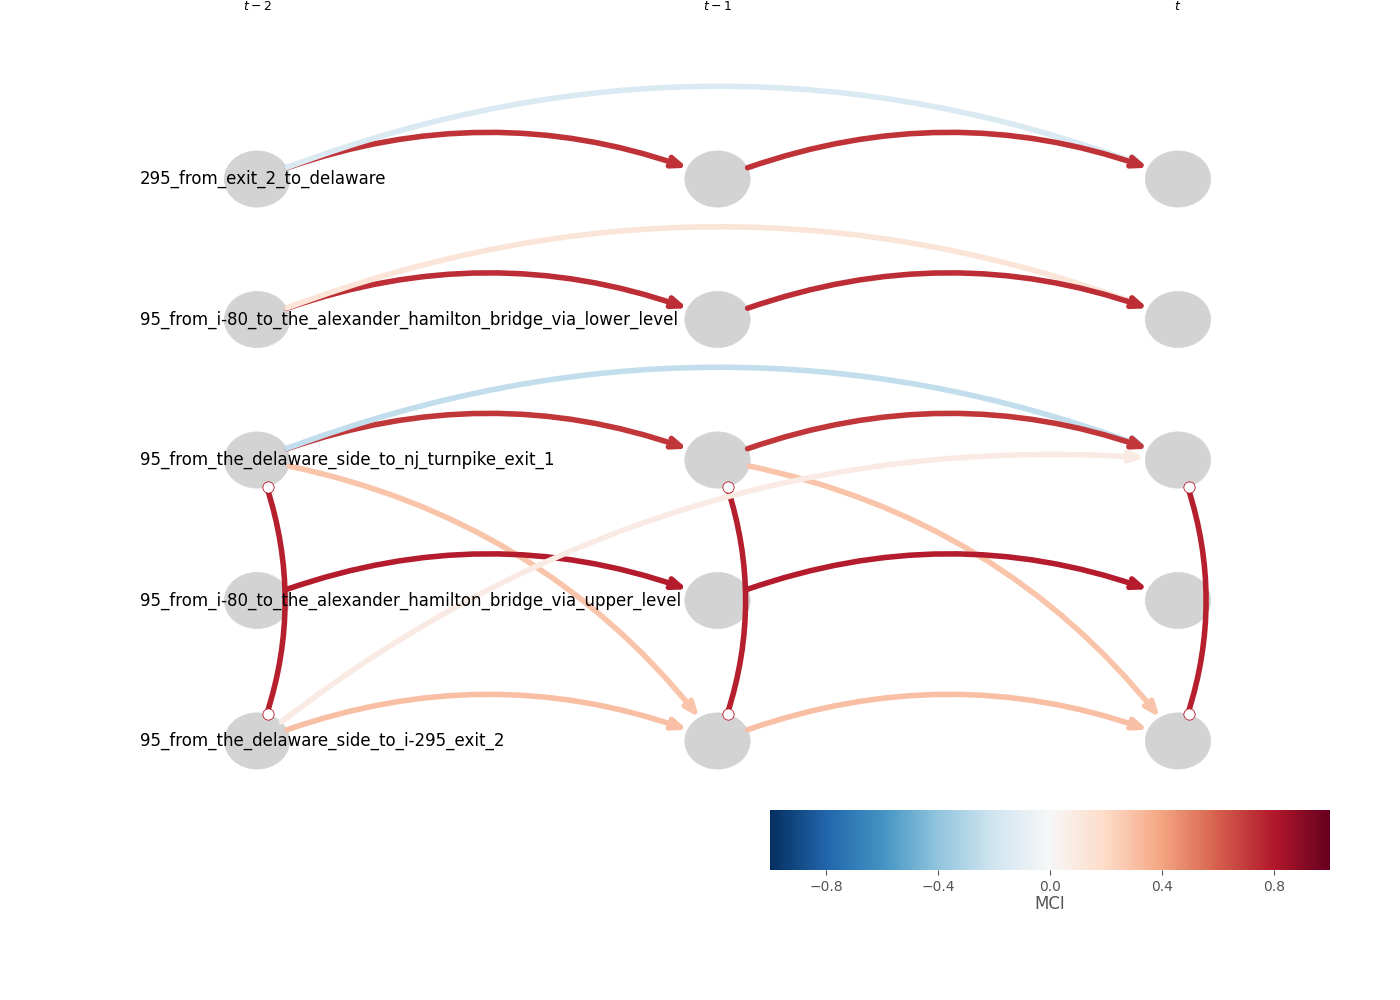 t − 2 t − 1 t
295_from_exit_2_to_delaware
95_from_i-80_to_the_alexander_hamilton_bridge_via_lower_level
95_from_the_delaware_side_to_nj_turnpike_exit_1
95_from_i-80_to_the_alexander_hamilton_bridge_via_upper_level
95_from_the_delaware_side_to_i-295_exit_2
−0.8 −0.4 0.0 0.4 0.8
MCI